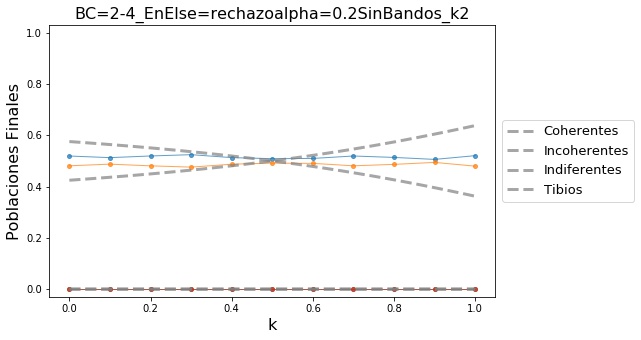 BC=2-4_EnElse=rechazoalpha=0.2SinBandos_k2
1.0
0.8
0.6
0.4
0.2
0.0
Poblaciones Finales
0.0 0.2 0.4 0.6 0.8 1.0
k
Coherentes
Incoherentes
Indiferentes
Tibios